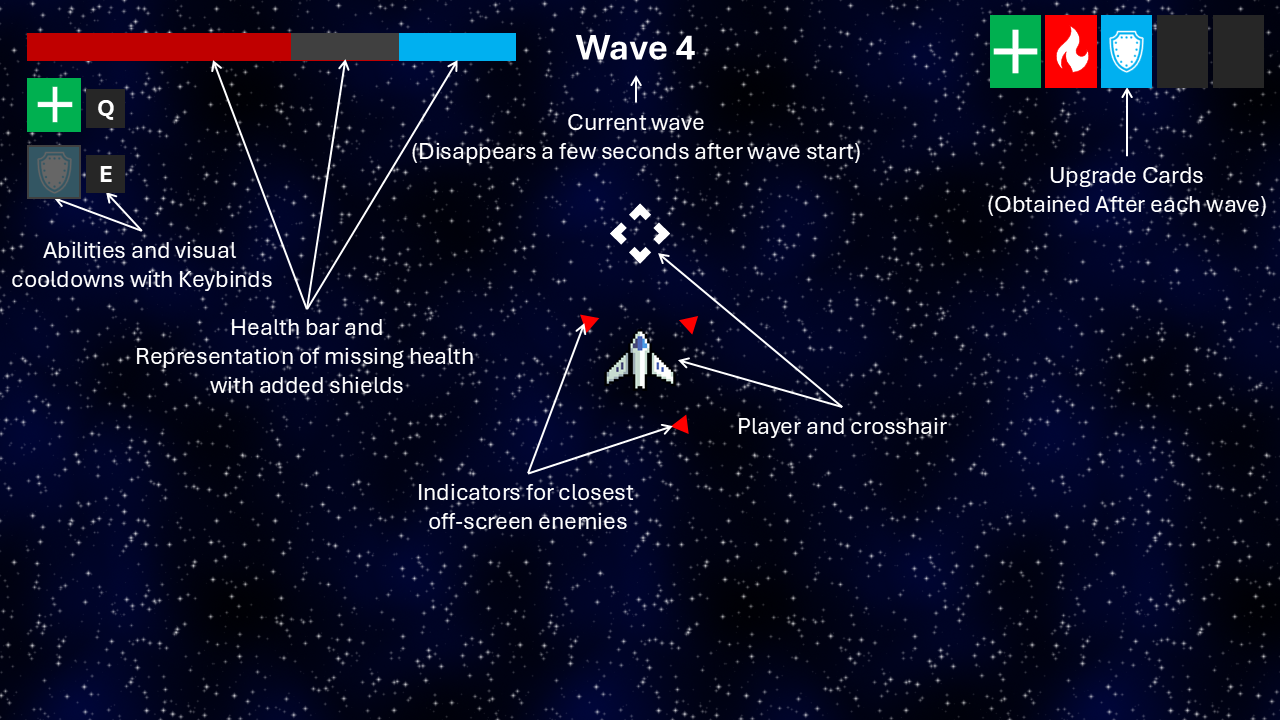 Wave 4
Q
E
Current wave
(Disappears a few seconds after wave start)
Upgrade Cards
(Obtained After each wave)
Abilities and visual
cooldowns with Keybinds
Health bar and
Representation of missing health
with added shields
Player and crosshair
Indicators for closest
off-screen enemies